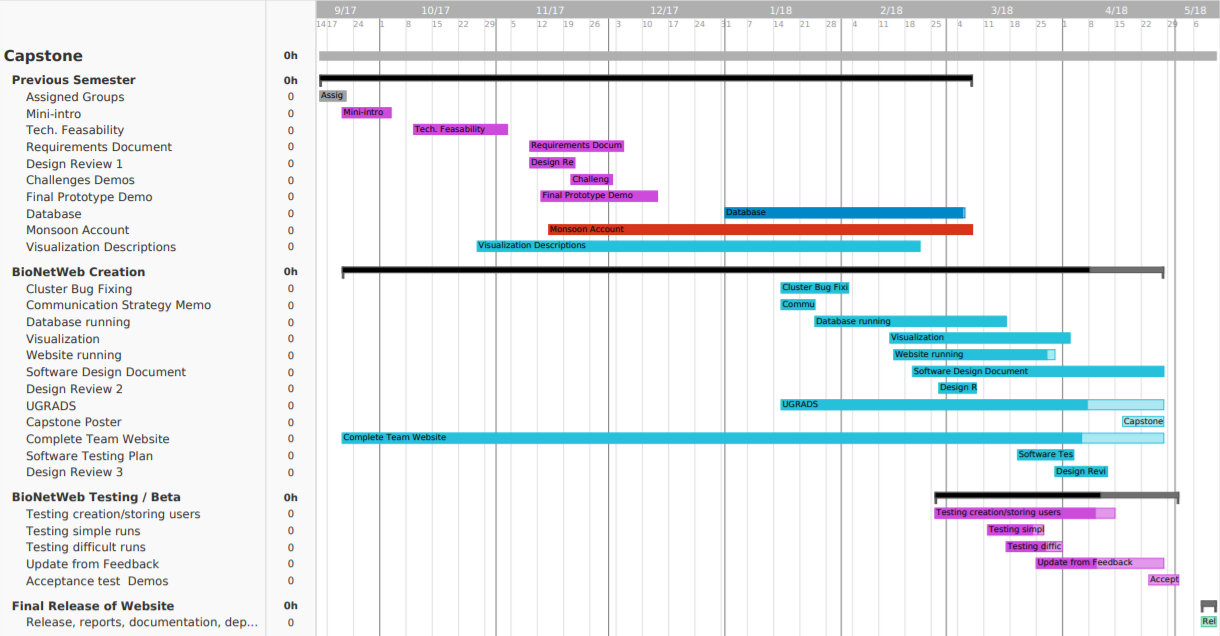 9/17 10/17 11/17 12/17 1/18 2/18 3/18 4/18 5/18
1417 24 1 8 15 22 29 5 12 19 26 3 10 17 24 31 7 14 21 28 4 11 18 25 4 11 18 25 1 8 15 22 29 6
Capstone 0h
Previous Semester 0h
Assigned Groups 0 Assig
Mini-intro 0 Mini-intro
Tech. Feasability 0 Tech. Feasability
Requirements Document 0 Requirements Docum
Design Review 1 0 Design Re
Challenges Demos 0 Challeng
Final Prototype Demo 0 Final Prototype Demo
Database 0 Database
Monsoon Account 0 Monsoon Account
Visualization Descriptions 0 Visualization Descriptions
BioNetWeb Creation 0h
Cluster Bug Fixing 0 Cluster Bug Fixi
Communication Strategy Memo 0 Commu
Database running 0 Database running
Visualization 0 Visualization
Website running 0 Website running
Software Design Document 0 Software Design Document
Design Review 2 0 Design R
UGRADS 0 UGRADS
Capstone Poster 0 Capstone
Complete Team Website 0 Complete Team Website
Software Testing Plan 0 Software Tes
Design Review 3 0 Design Revi
BioNetWeb Testing / Beta 0h
Testing creation/storing users 0 Testing creation/storing users
Testing simple runs 0 Testing simpl
Testing difficult runs 0 Testing diffic
Update from Feedback 0 Update from Feedback
Acceptance test  Demos 0 Accept
Final Release of Website 0h
Release, reports, documentation, dep... 0 Rel